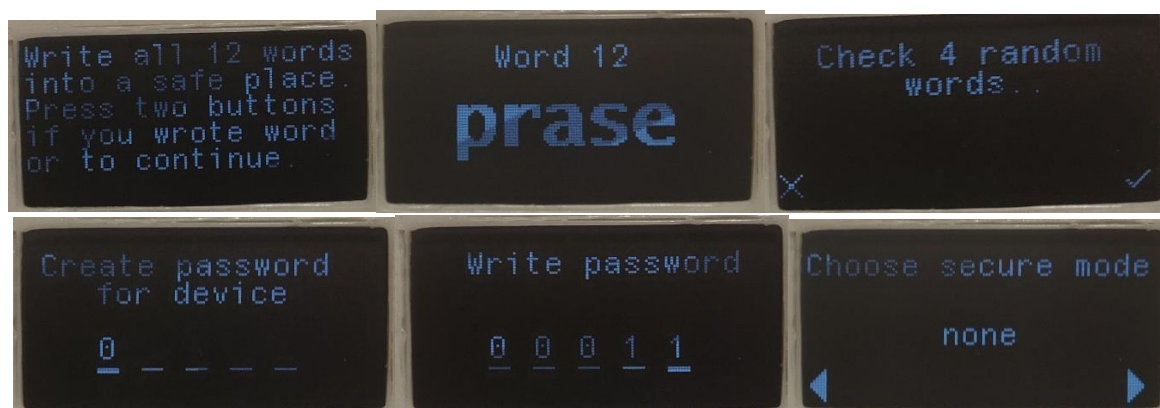 Write all 12 words
into a safe place.
Press two buttons
if you wrote word
or to continue.
Word 12
prase
Check 4 random
words..
Create password
for device
0
Write password
0 0 0 1 1
Choose secure mode
none